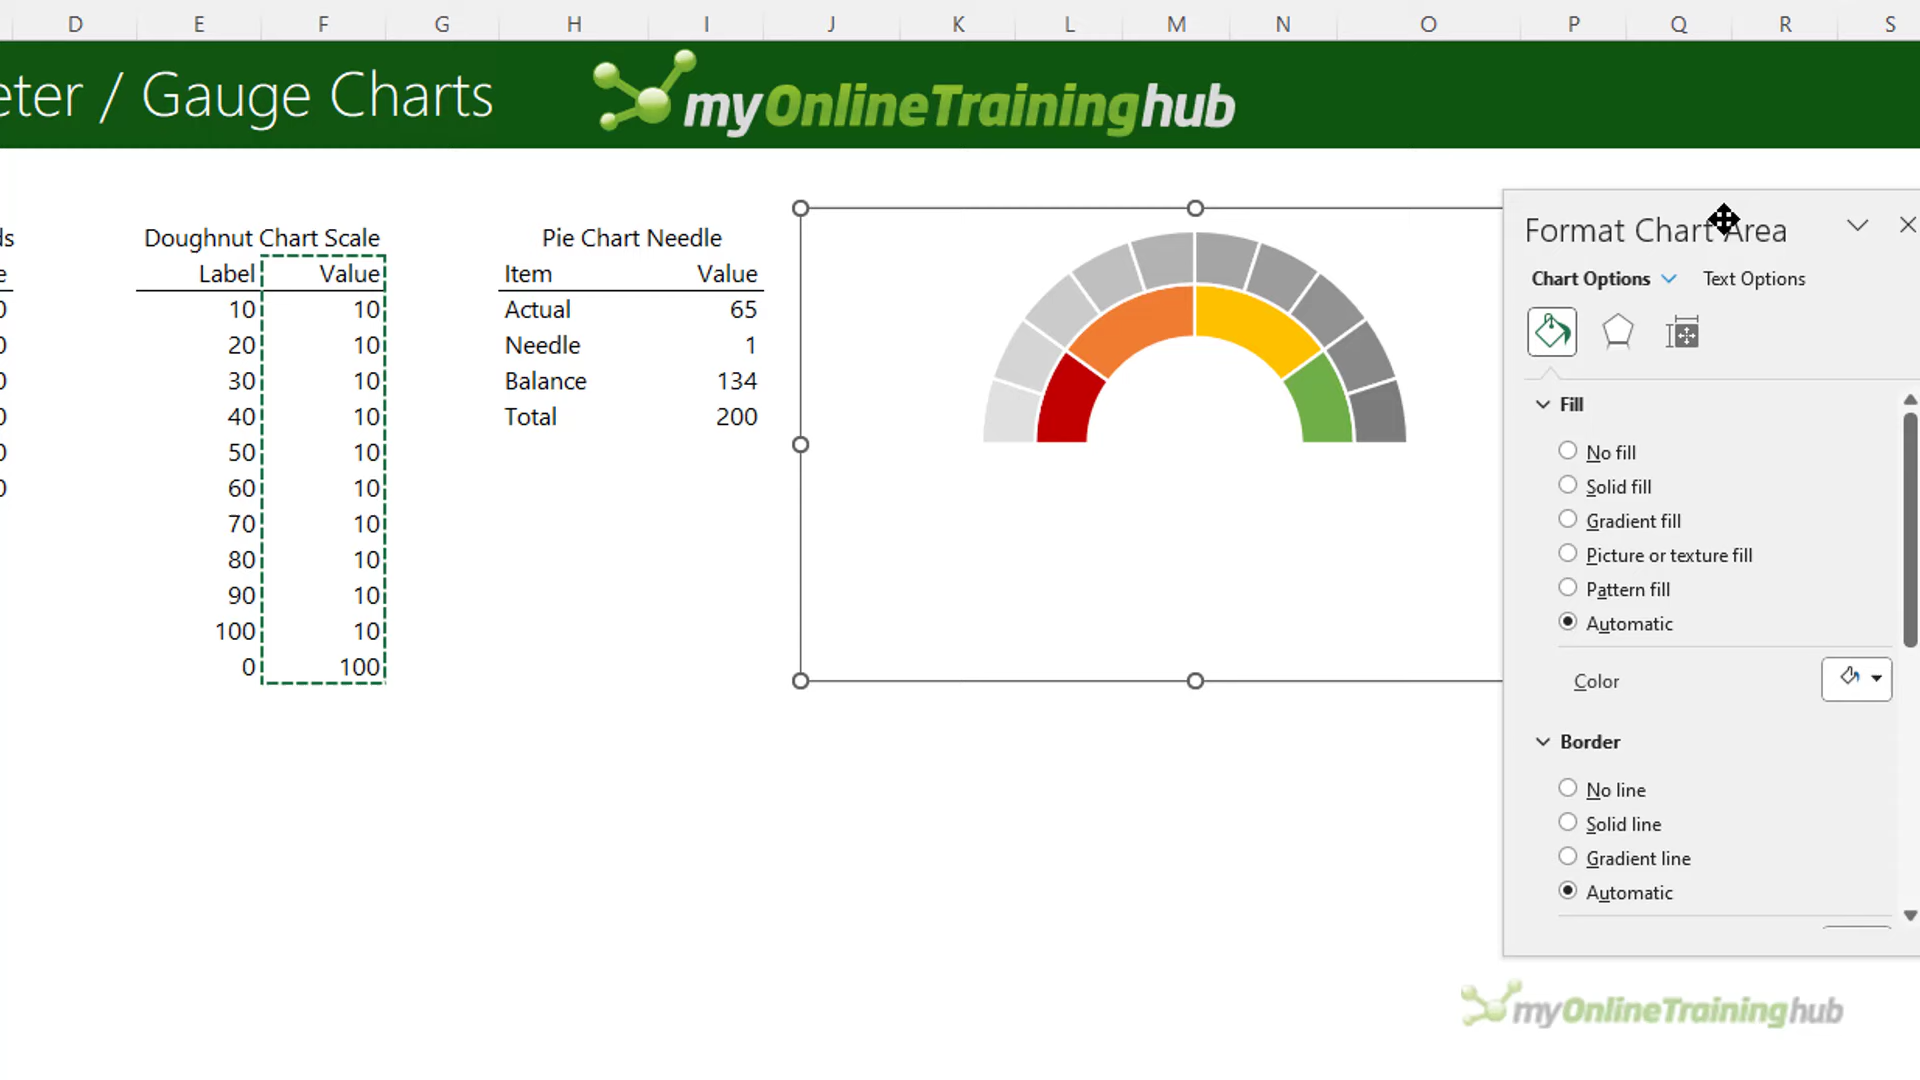 D E F G H I J K L M N O P Q R S
eter / Gauge Charts
myOnlineTraininghub
ds
Doughnut Chart Scale
Pie Chart Needle
e Label Value Item Value
0 10 10 Actual 65
0 20 10 Needle 1
0 30 10 Balance 134
0 40 10 Total 200
0 50 10
0 60 10
70 10
80 10
90 10
100 10
0 100
Format Chart Area
Chart Options Text Options
Fill
No fill
Solid fill
Gradient fill
Picture or texture fill
Pattern fill
Automatic
Color
Border
No line
Solid line
Gradient line
Automatic
myOnlineTraininghub